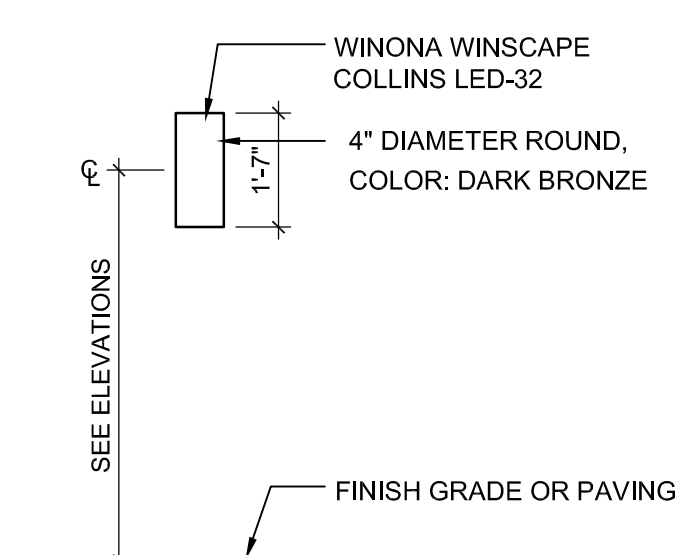 WINONA WINSCAPE
COLLINS LED-32
4" DIAMETER ROUND,
COLOR: DARK BRONZE
1'-7"
℄
SEE ELEVATIONS
FINISH GRADE OR PAVING